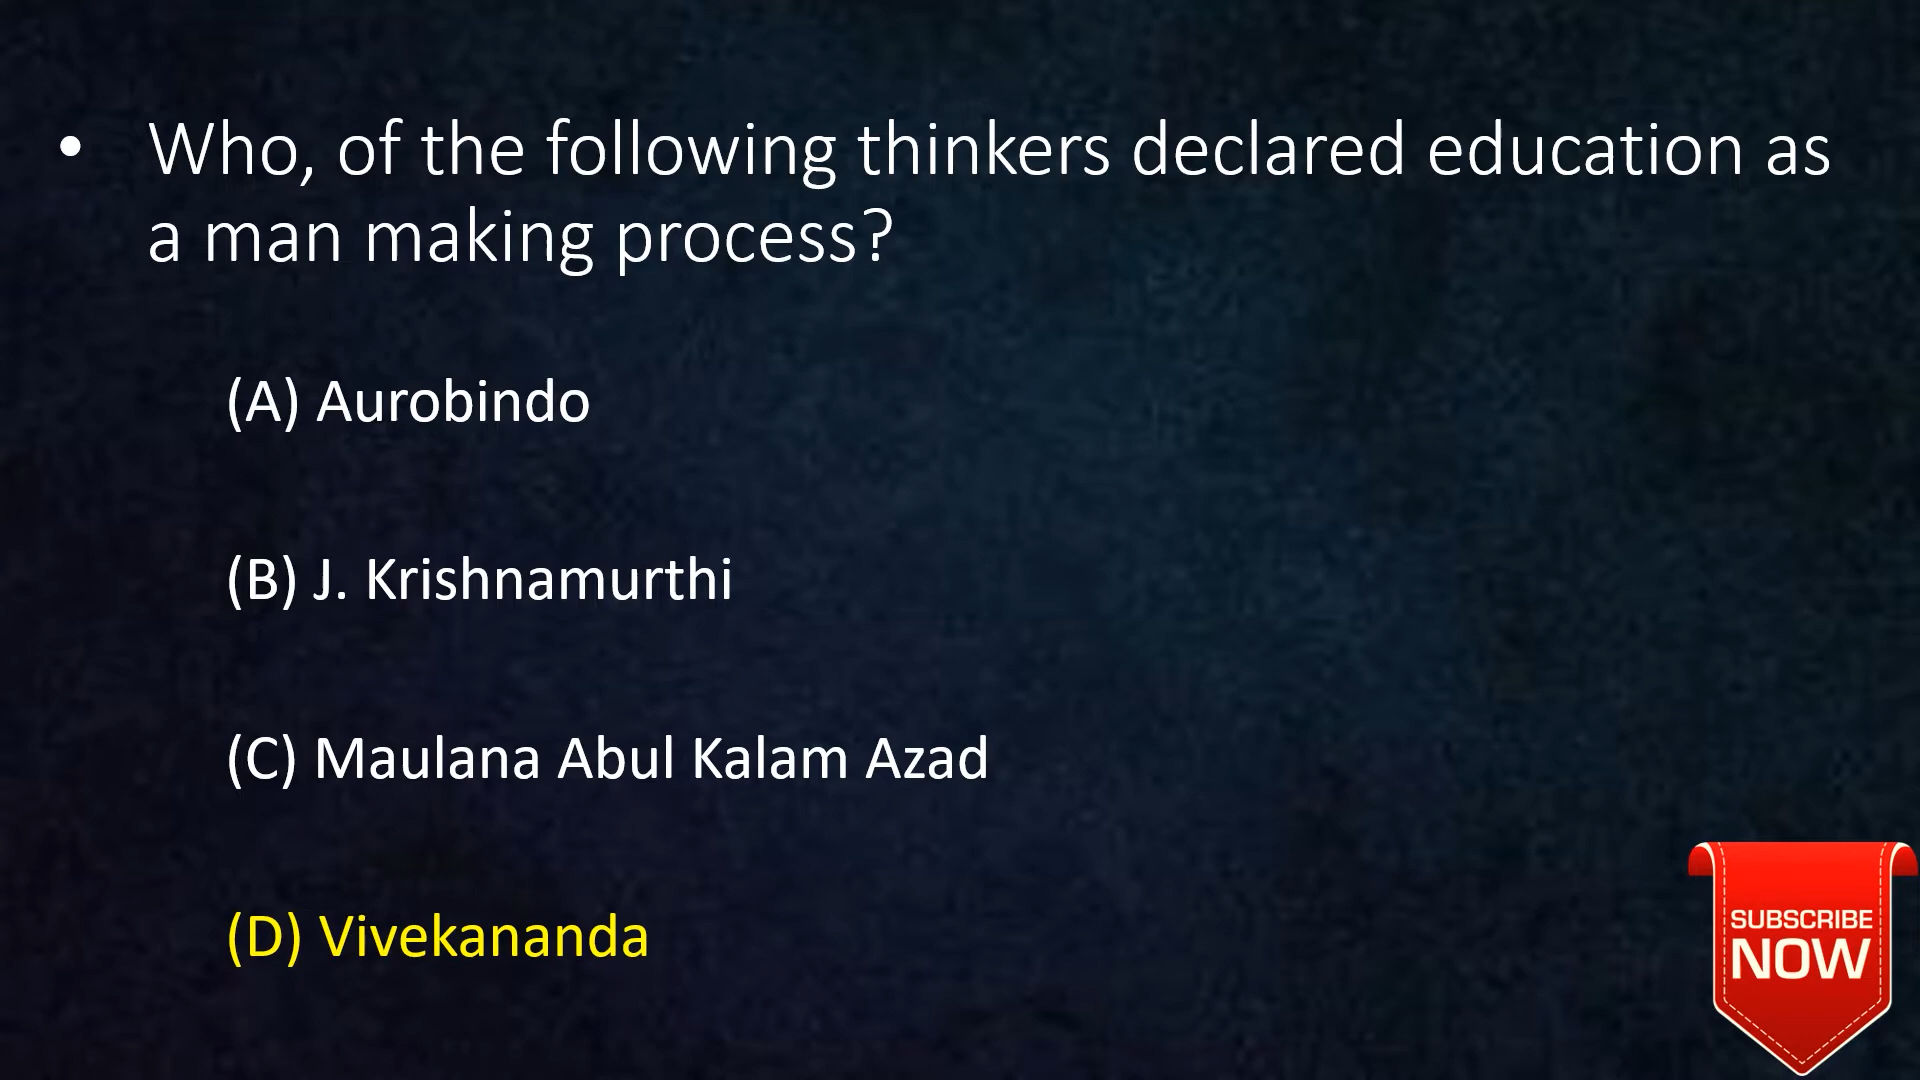 • Who, of the following thinkers declared education as
a man making process?
(A) Aurobindo
(B) J. Krishnamurthi
(C) Maulana Abul Kalam Azad
(D) Vivekananda
SUBSCRIBE
NOW